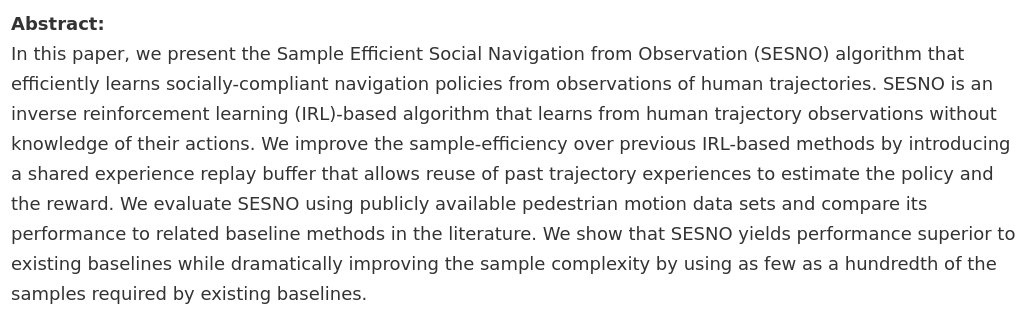 Abstract:
In this paper, we present the Sample Efficient Social Navigation from Observation (SESNO) algorithm that
efficiently learns socially-compliant navigation policies from observations of human trajectories. SESNO is an
inverse reinforcement learning (IRL)-based algorithm that learns from human trajectory observations without
knowledge of their actions. We improve the sample-efficiency over previous IRL-based methods by introducing
a shared experience replay buffer that allows reuse of past trajectory experiences to estimate the policy and
the reward. We evaluate SESNO using publicly available pedestrian motion data sets and compare its
performance to related baseline methods in the literature. We show that SESNO yields performance superior to
existing baselines while dramatically improving the sample complexity by using as few as a hundredth of the
samples required by existing baselines.